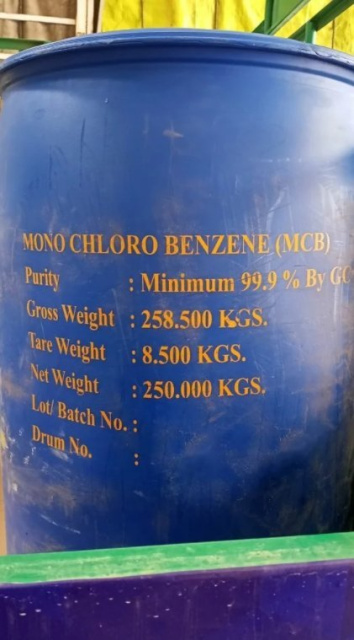 MONO CHLORO BENZENE (MCB)
Purity : Minimum 99.9 % By GC
Gross Weight : 258.500 KGS.
Tare Weight : 8.500 KGS.
Net Weight : 250.000 KGS.
Lot/ Batch No. :
Drum No. :